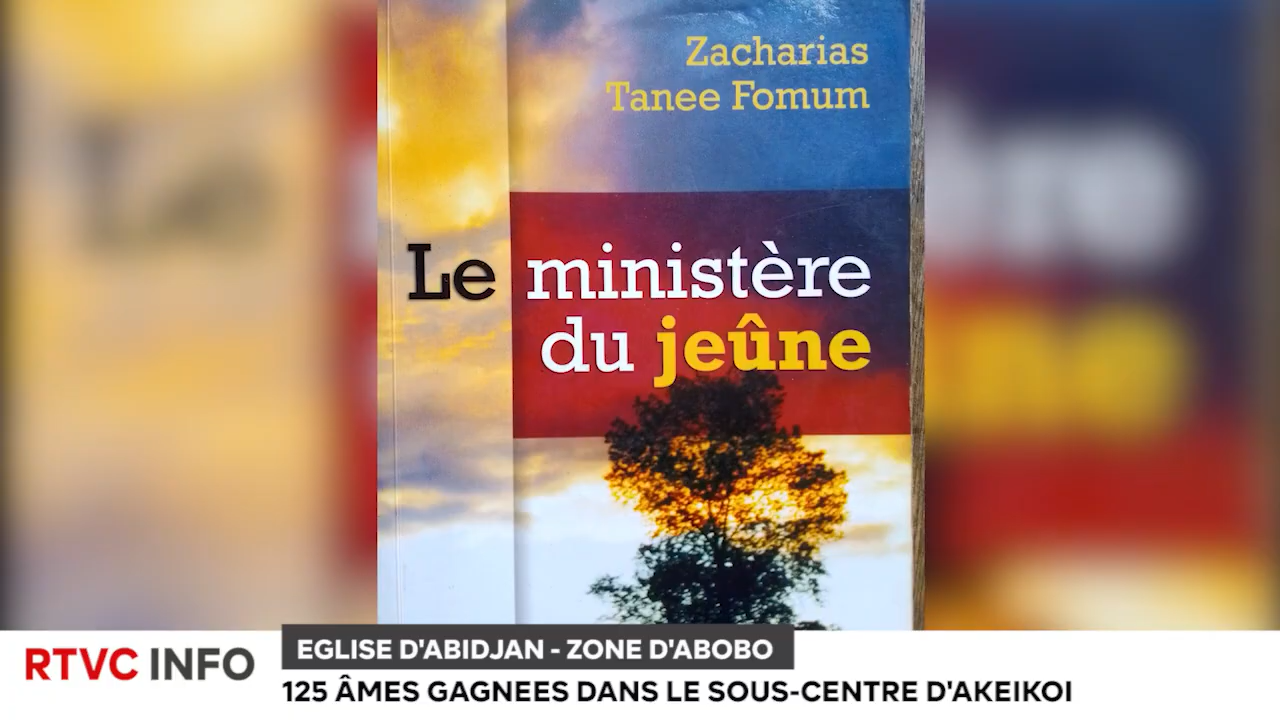 Zacharias
Tanee Fomum
Le ministère
du jeûne
EGLISE D'ABIDJAN - ZONE D'ABOBO
RTVC INFO
125 ÂMES GAGNEES DANS LE SOUS-CENTRE D'AKEIKOI